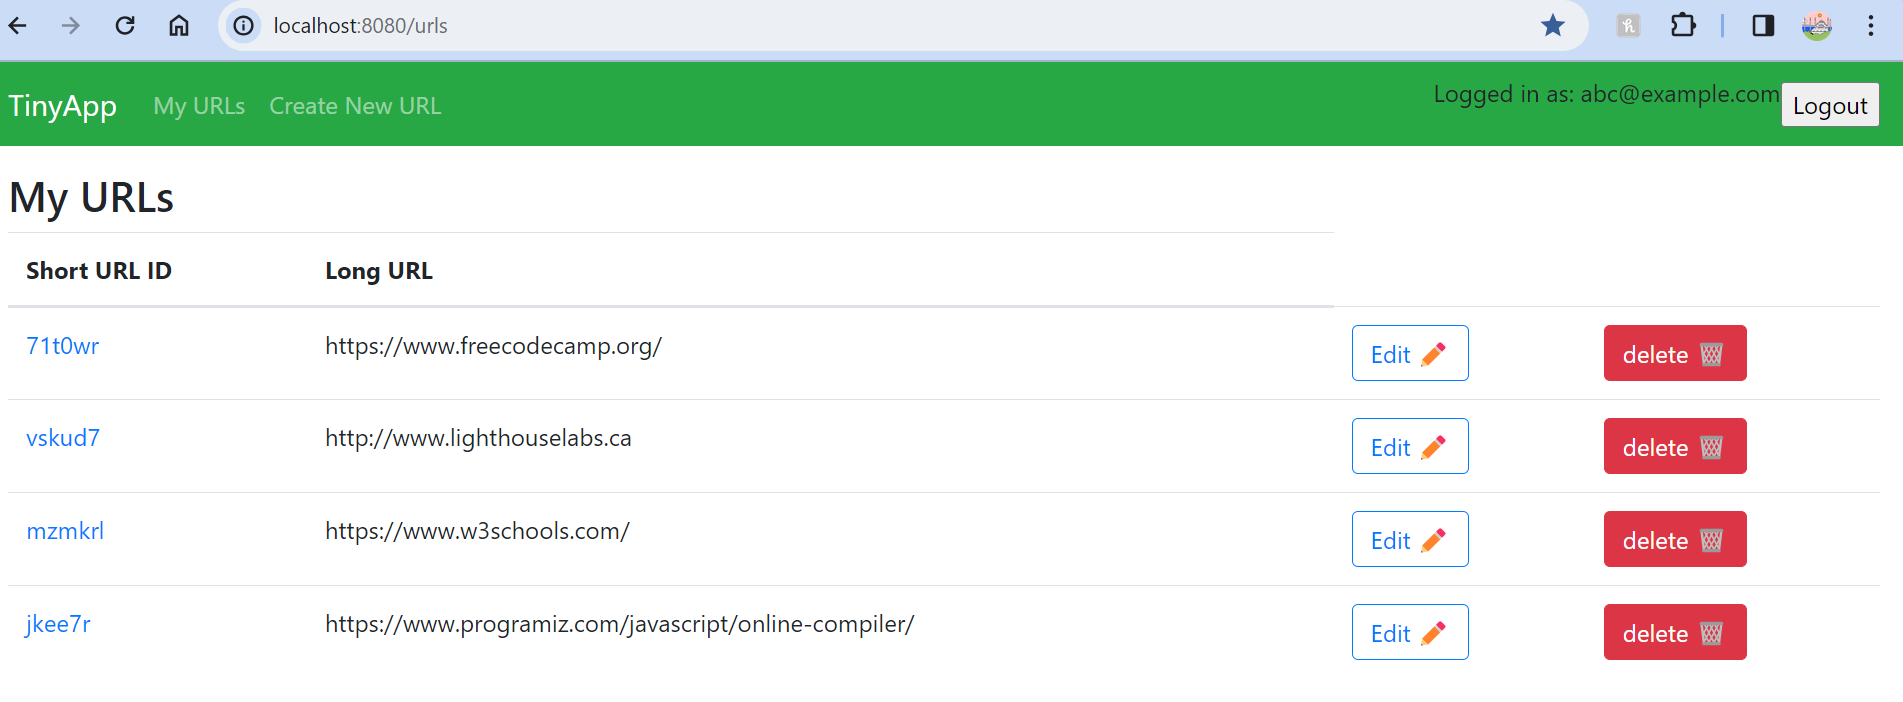 localhost:8080/urls
TinyApp My URLs Create New URL Logged in as: abc@example.com Logout
My URLs
Short URL ID Long URL
71t0wr https://www.freecodecamp.org/ Edit delete
vskud7 http://www.lighthouselabs.ca Edit delete
mzmkrl https://www.w3schools.com/ Edit delete
jkee7r https://www.programiz.com/javascript/online-compiler/ Edit delete